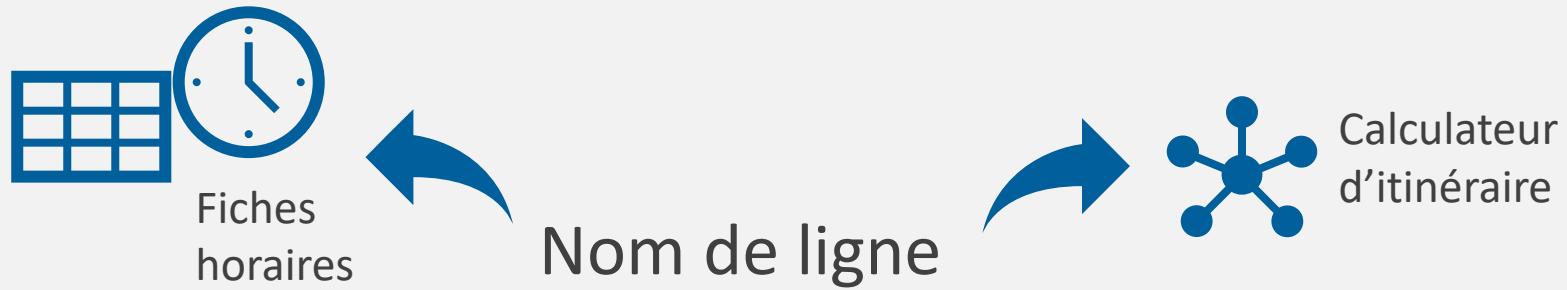 Fiches
horaires
Nom de ligne
Calculateur
d’itinéraire